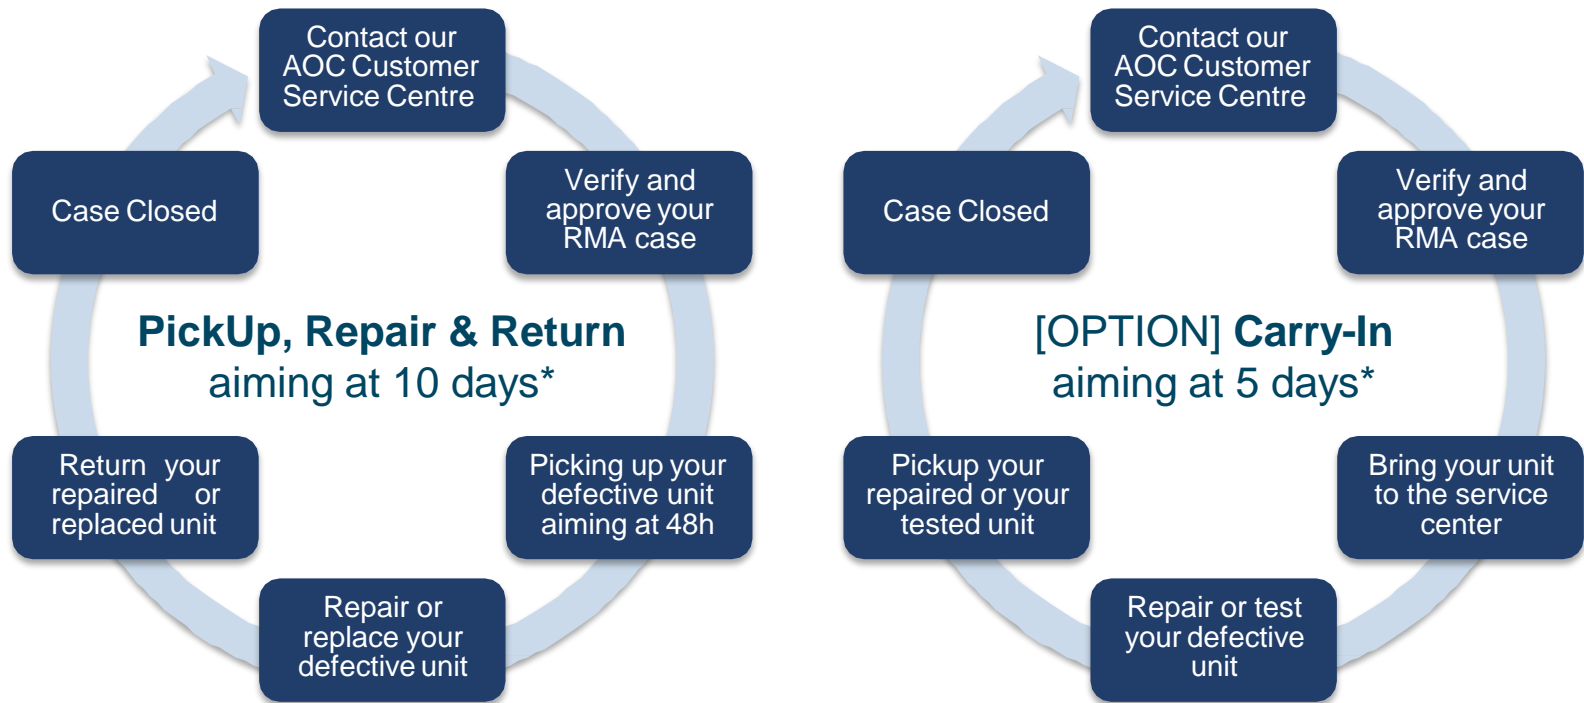 Contact our
AOC Customer
Service Centre
Verify and
approve your
RMA case
Picking up your
defective unit
aiming at 48h
Repair or
replace your
defective unit
Return your
repaired or
replaced unit
Case Closed
PickUp, Repair & Return
aiming at 10 days*
Contact our
AOC Customer
Service Centre
Verify and
approve your
RMA case
Bring your unit
to the service
center
Repair or test
your defective
unit
Pickup your
repaired or your
tested unit
Case Closed
[OPTION] Carry-In
aiming at 5 days*